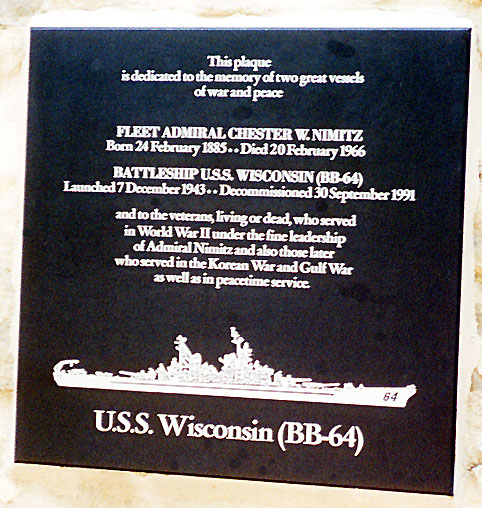 This plaque
is dedicated to the memory of two great vessels
of war and peace
FLEET ADMIRAL CHESTER W. NIMITZ
Born 24 February 1885 • • Died 20 February 1966
BATTLESHIP U.S.S. WISCONSIN (BB-64)
Launched 7 December 1943 • • Decommissioned 30 September 1991
and to the veterans, living or dead, who served
in World War II under the fine leadership
of Admiral Nimitz and also those later
who served in the Korean War and Gulf War
as well as in peacetime service.
64
U.S.S. Wisconsin (BB-64)